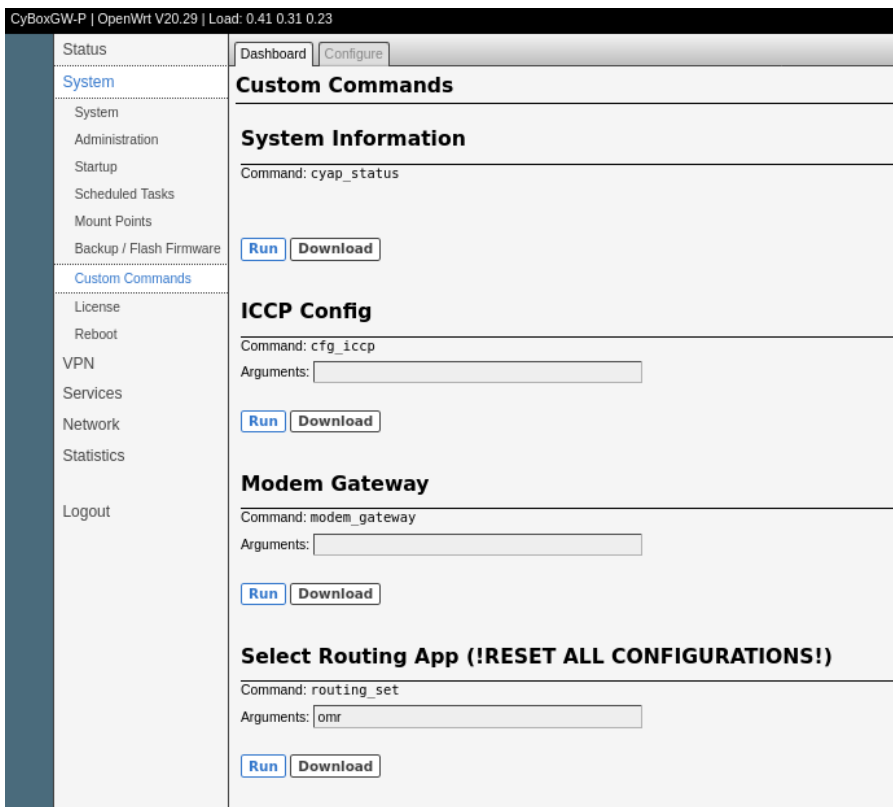 CyBoxGW-P | OpenWrt V20.29 | Load: 0.41 0.31 0.23
Status
System
System
Administration
Startup
Scheduled Tasks
Mount Points
Backup / Flash Firmware
Custom Commands
License
Reboot
VPN
Services
Network
Statistics
Logout
Dashboard Configure
Custom Commands
System Information
Command: cyap_status
Run Download
ICCP Config
Command: cfg_iccp
Arguments:
Run Download
Modem Gateway
Command: modem_gateway
Arguments:
Run Download
Select Routing App (!RESET ALL CONFIGURATIONS!)
Command: routing_set
Arguments: omr
Run Download